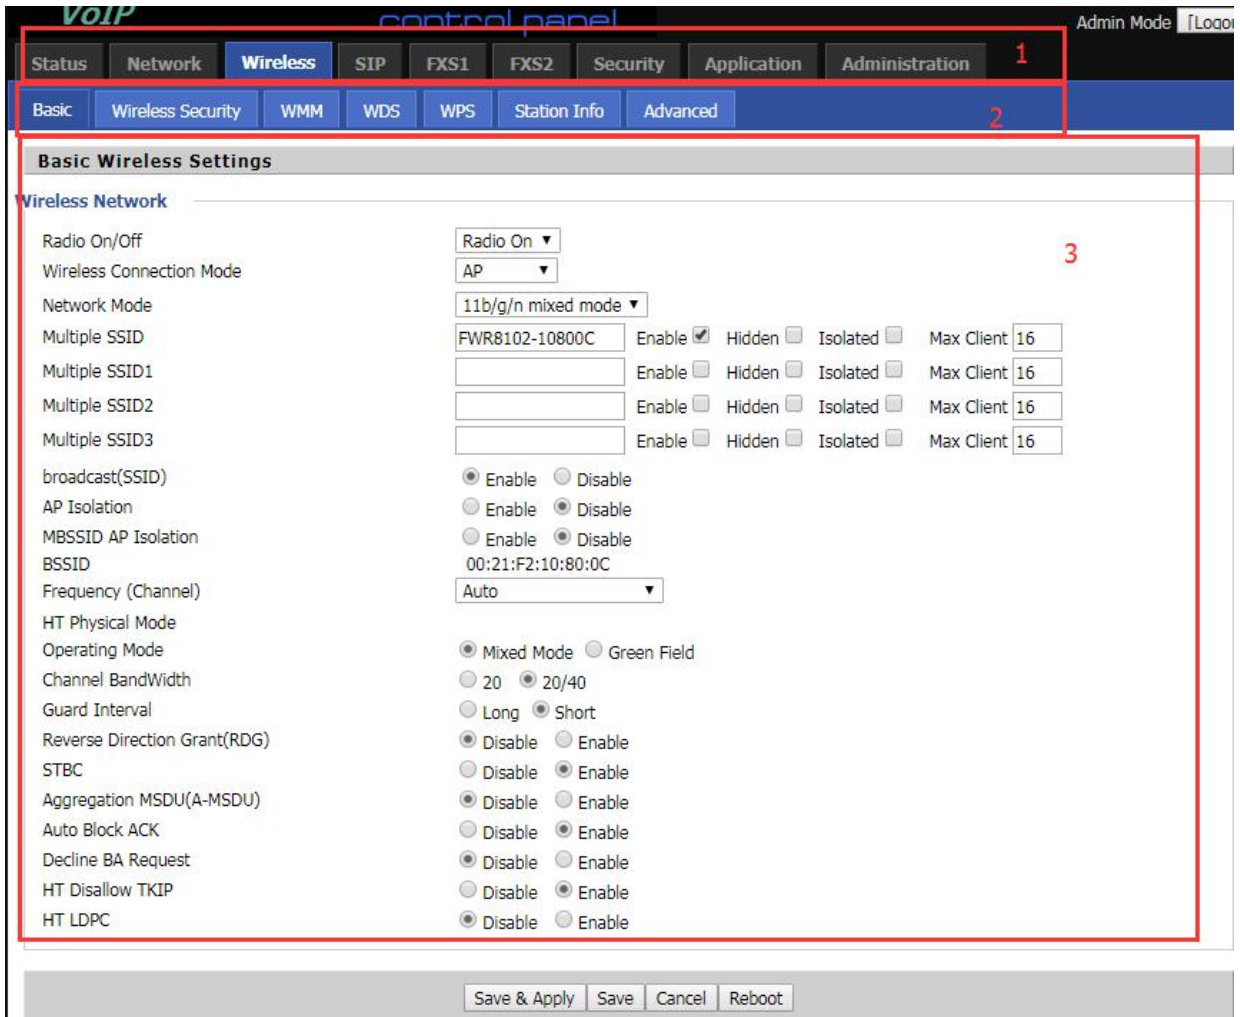 VoIP control panel Admin Mode
Status Network Wireless SIP FXS1 FXS2 Security Application Administration 1
Basic Wireless Security WMM WDS WPS Station Info Advanced 2
Basic Wireless Settings
Wireless Network
Radio On/Off Radio On 3
Wireless Connection Mode AP
Network Mode 11b/g/n mixed mode
Multiple SSID FWR8102-10800C Enable Hidden Isolated Max Client 16
Multiple SSID1 Enable Hidden Isolated Max Client 16
Multiple SSID2 Enable Hidden Isolated Max Client 16
Multiple SSID3 Enable Hidden Isolated Max Client 16
broadcast(SSID) Enable Disable
AP Isolation Enable Disable
MBSSID AP Isolation Enable Disable
BSSID 00:21:F2:10:80:0C
Frequency (Channel) Auto
HT Physical Mode
Operating Mode Mixed Mode Green Field
Channel BandWidth 20 20/40
Guard Interval Long Short
Reverse Direction Grant(RDG) Disable Enable
STBC Disable Enable
Aggregation MSDU(A-MSDU) Disable Enable
Auto Block ACK Disable Enable
Decline BA Request Disable Enable
HT Disallow TKIP Disable Enable
HT LDPC Disable Enable
Save & Apply Save Cancel Reboot